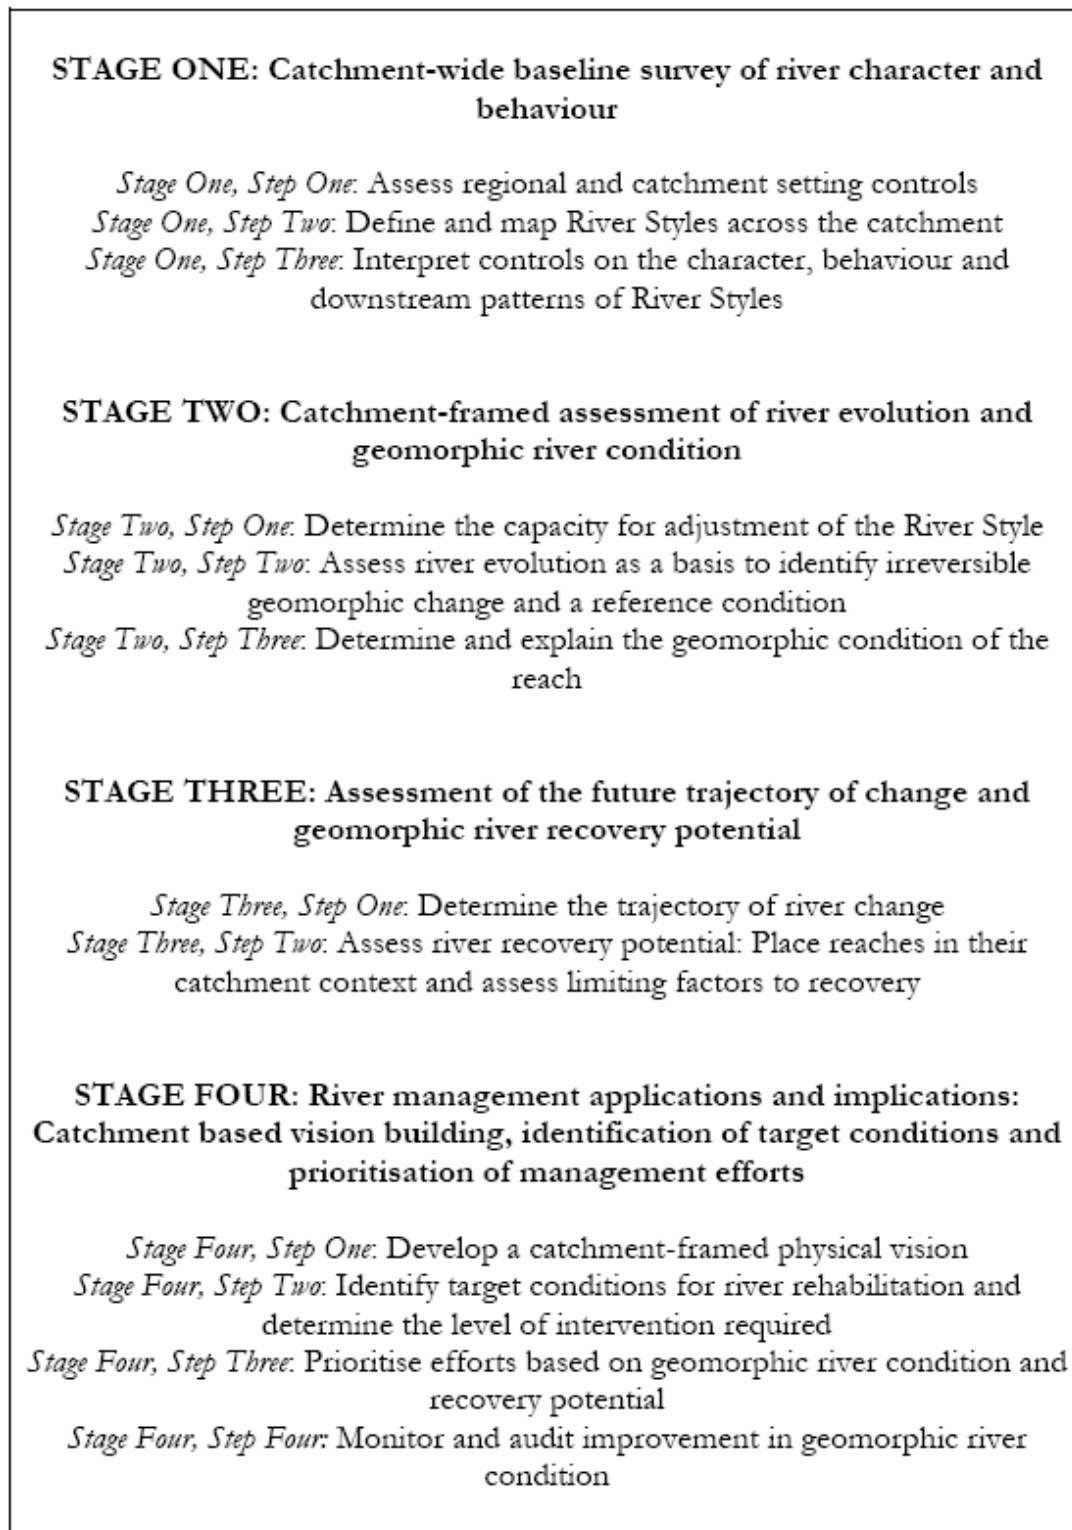 STAGE ONE: Catchment-wide baseline survey of river character and
behaviour
Stage One, Step One: Assess regional and catchment setting controls
Stage One, Step Two: Define and map River Styles across the catchment
Stage One, Step Three: Interpret controls on the character, behaviour and
downstream patterns of River Styles
STAGE TWO: Catchment-framed assessment of river evolution and
geomorphic river condition
Stage Two, Step One: Determine the capacity for adjustment of the River Style
Stage Two, Step Two: Assess river evolution as a basis to identify irreversible
geomorphic change and a reference condition
Stage Two, Step Three: Determine and explain the geomorphic condition of the
reach
STAGE THREE: Assessment of the future trajectory of change and
geomorphic river recovery potential
Stage Three, Step One: Determine the trajectory of river change
Stage Three, Step Two: Assess river recovery potential: Place reaches in their
catchment context and assess limiting factors to recovery
STAGE FOUR: River management applications and implications:
Catchment based vision building, identification of target conditions and
prioritisation of management efforts
Stage Four, Step One: Develop a catchment-framed physical vision
Stage Four, Step Two: Identify target conditions for river rehabilitation and
determine the level of intervention required
Stage Four, Step Three: Prioritise efforts based on geomorphic river condition and
recovery potential
Stage Four, Step Four: Monitor and audit improvement in geomorphic river
condition